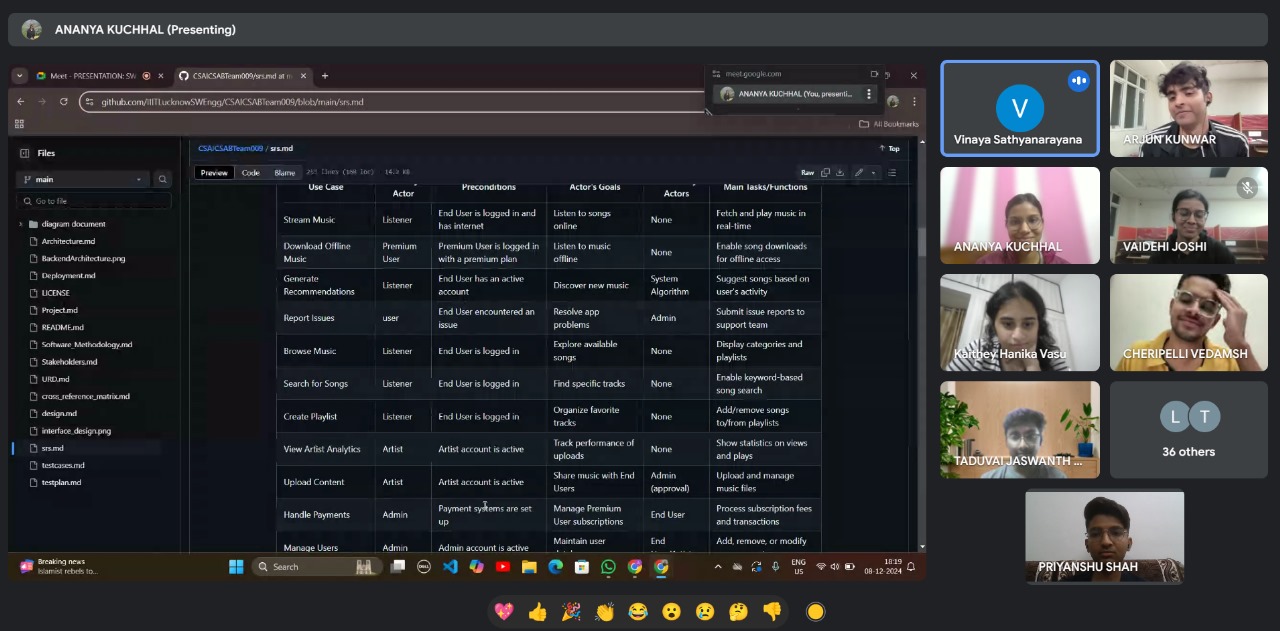 ANANYA KUCHHAL (Presenting)
Meet - PRESENTATION: SW
CSAICSABTeam009/srs.md at m
meet.google.com
ANANYA KUCHHAL (You, presenti...
github.com/IIITLucknowSWEngg/CSAICSABTeam009/blob/main/srs.md
All Bookmarks
Files
main
Go to file
diagram document
Architecture.md
BackendArchitecture.png
Deployment.md
LICENSE
Project.md
README.md
Software_Methodology.md
Stakeholders.md
URD.md
cross_reference_matrix.md
design.md
interface_design.png
srs.md
testcases.md
testplan.md
CSAICSABTeam009 / srs.md
Top
Preview Code Blame
Raw
Use Case Actor Preconditions Actor's Goals Actors Main Tasks/Functions
Stream Music Listener End User is logged in and has internet Listen to songs online None Fetch and play music in real-time
Download Offline Music Premium User Premium User is logged in with a premium plan Listen to music offline None Enable song downloads for offline access
Generate Recommendations Listener End User has an active account Discover new music System Algorithm Suggest songs based on user's activity
Report Issues user End User encountered an issue Resolve app problems Admin Submit issue reports to support team
Browse Music Listener End User is logged in Explore available songs None Display categories and playlists
Search for Songs Listener End User is logged in Find specific tracks None Enable keyword-based song search
Create Playlist Listener End User is logged in Organize favorite tracks None Add/remove songs to/from playlists
View Artist Analytics Artist Artist account is active Track performance of uploads None Show statistics on views and plays
Upload Content Artist Artist account is active Share music with End Users Admin (approval) Upload and manage music files
Handle Payments Admin Payment systems are set up Manage Premium User subscriptions End User Process subscription fees and transactions
Manage Users Admin Admin account is active Maintain user End Add, remove, or modify
Breaking news
Islamist rebels to...
Search
ENG
US
18:19
08-12-2024
V
Vinaya Sathyanarayana
ARJUN KUNWAR
ANANYA KUCHHAL
VAIDEHI JOSHI
Karthey Hanika Vasu
CHERIPELLI VEDAMSH
TADUVAI JASWANTH ...
L T
36 others
PRIYANSHU SHAH